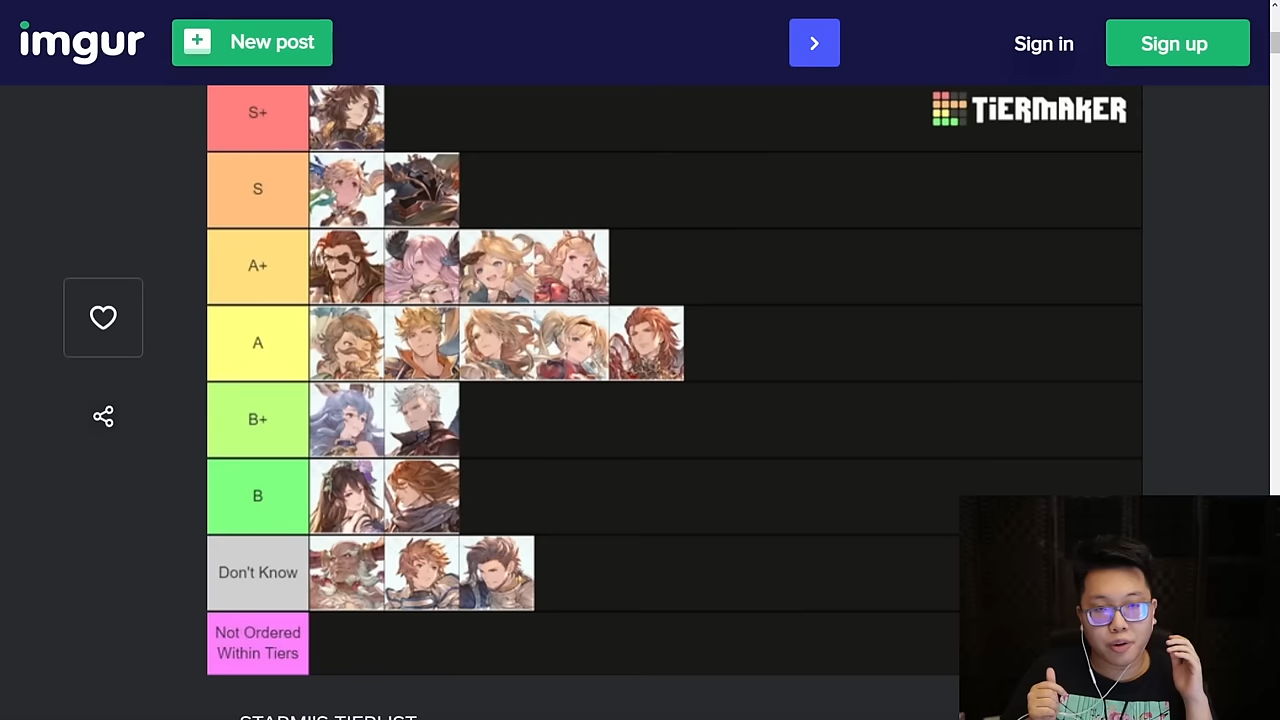 imgur
New post
Sign in
Sign up
S+
TiERMAKER
S
A+
A
B+
B
Don't Know
Not Ordered
Within Tiers